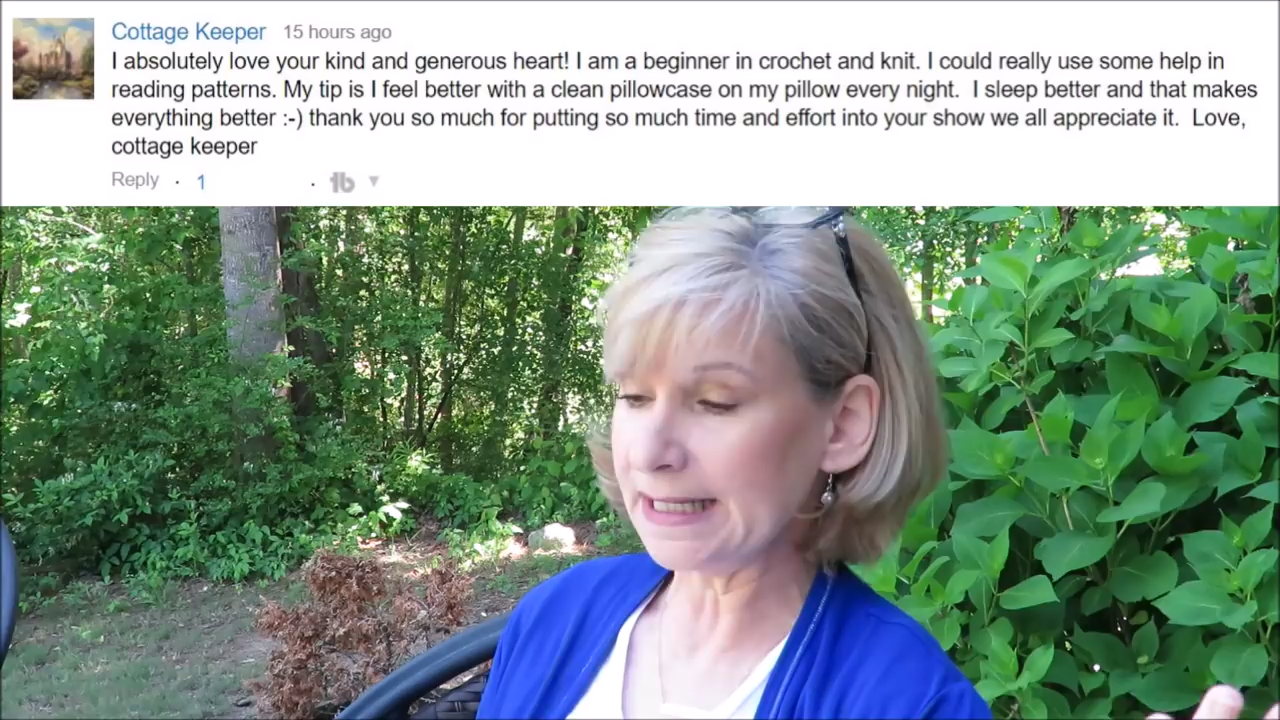 Cottage Keeper 15 hours ago
I absolutely love your kind and generous heart! I am a beginner in crochet and knit. I could really use some help in
reading patterns. My tip is I feel better with a clean pillowcase on my pillow every night.  I sleep better and that makes
everything better :-) thank you so much for putting so much time and effort into your show we all appreciate it.  Love,
cottage keeper
Reply · 1 · tb ▼